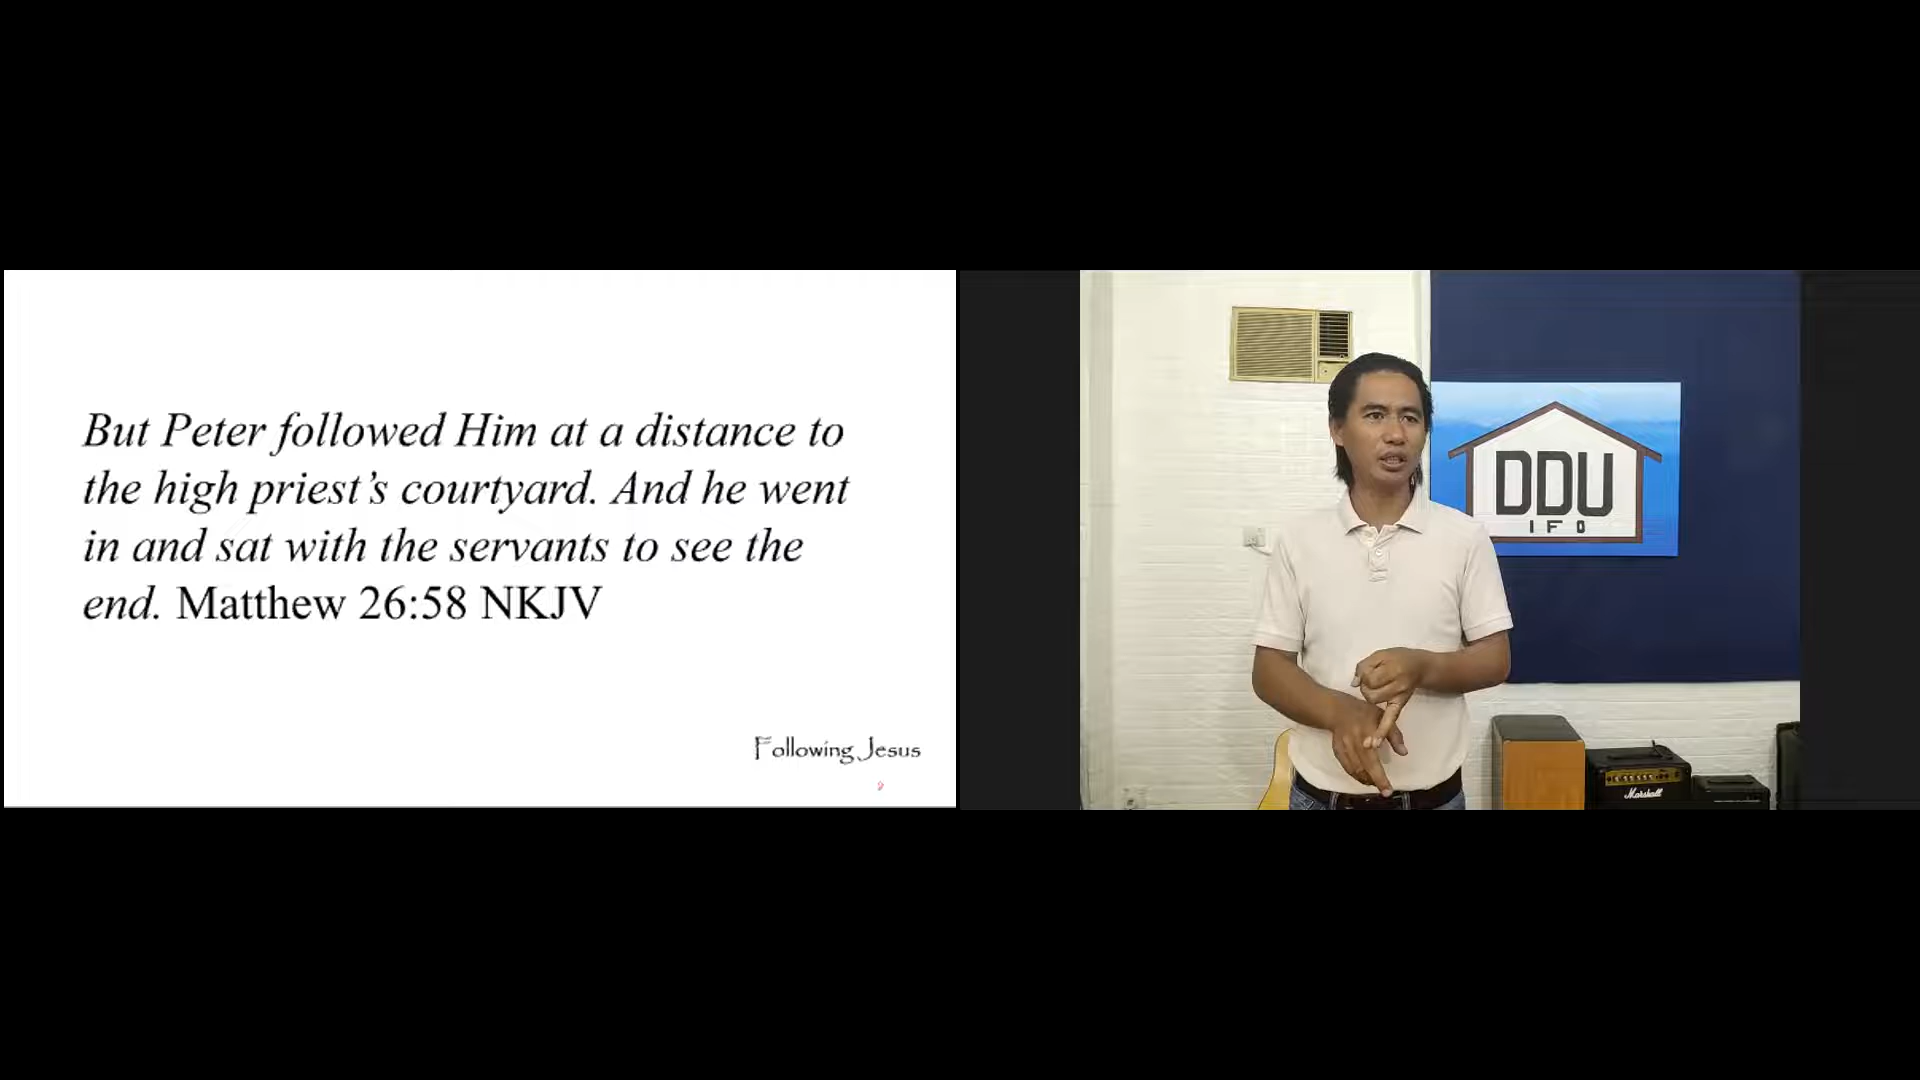 But Peter followed Him at a distance to
the high priest’s courtyard. And he went
in and sat with the servants to see the
end. Matthew 26:58 NKJV
Following Jesus
DDU
IFO
Marshall